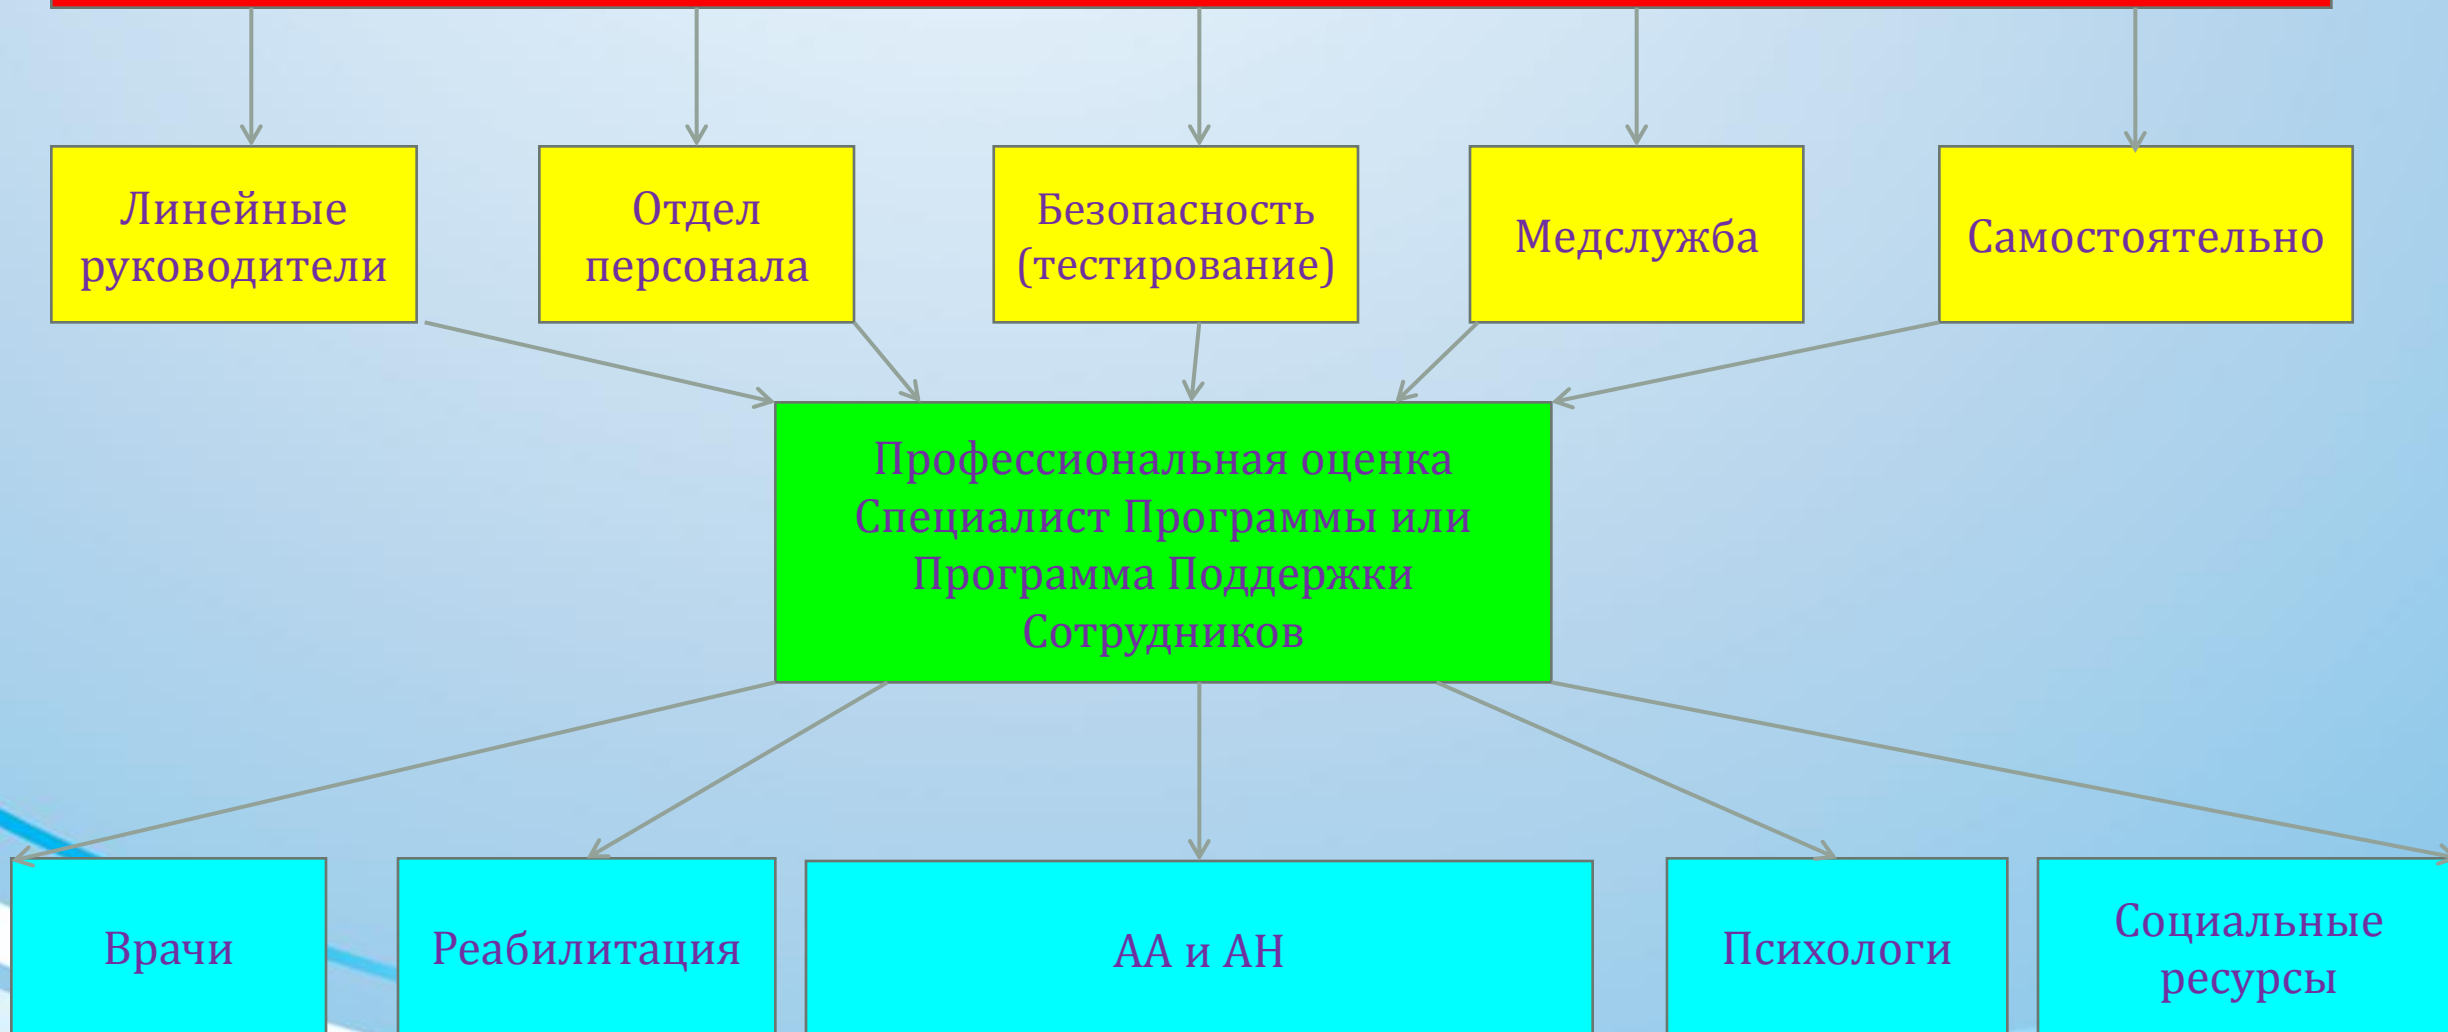 Линейные
руководители
Отдел
персонала
Безопасность
(тестирование)
Медслужба
Самостоятельно
Профессиональная оценка
Специалист Программы или
Программа Поддержки
Сотрудников
Врачи
Реабилитация
АА и АН
Психологи
Социальные
ресурсы